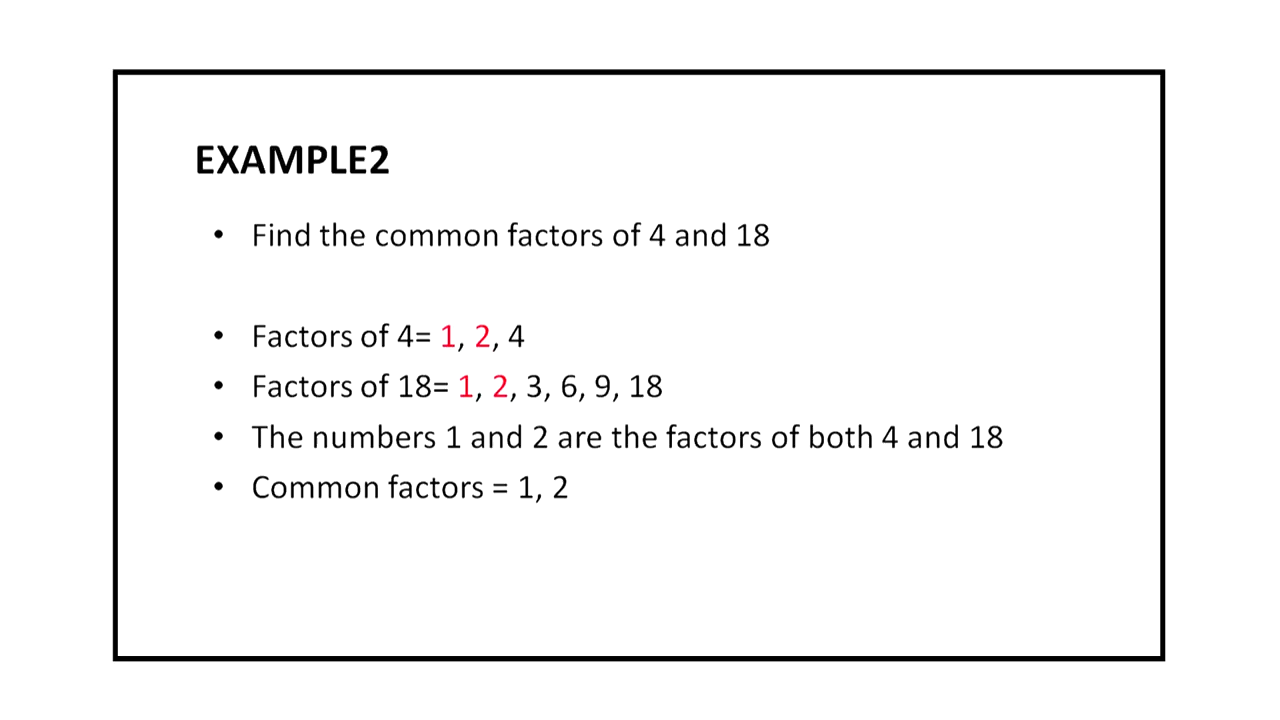 EXAMPLE2
• Find the common factors of 4 and 18
• Factors of 4= 1, 2, 4
• Factors of 18= 1, 2, 3, 6, 9, 18
• The numbers 1 and 2 are the factors of both 4 and 18
• Common factors = 1, 2